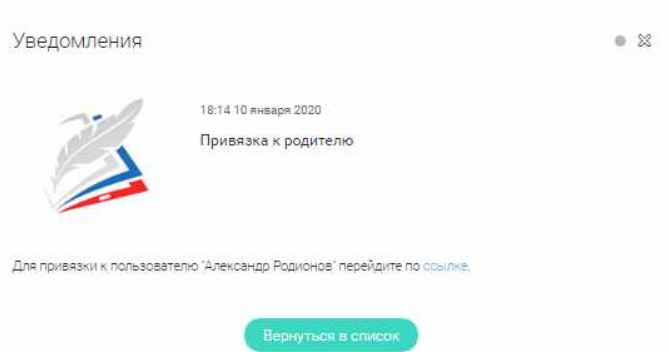 Уведомления
18:14 10 января 2020
Привязка к родителю
Для привязки к пользователю "Александр Родионов" перейдите по ссылке.
Вернуться в список